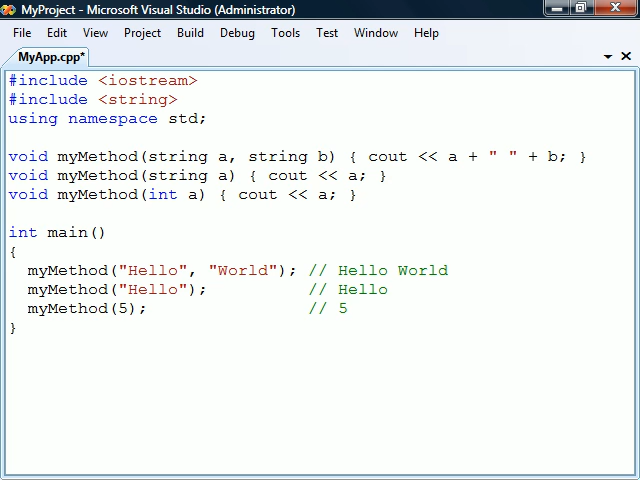 MyProject - Microsoft Visual Studio (Administrator)
File Edit View Project Build Debug Tools Test Window Help
MyApp.cpp*
#include <iostream>
#include <string>
using namespace std;
void myMethod(string a, string b) { cout << a + " " + b; }
void myMethod(string a) { cout << a; }
void myMethod(int a) { cout << a; }
int main()
{
myMethod("Hello", "World"); // Hello World
myMethod("Hello"); // Hello
myMethod(5); // 5
}